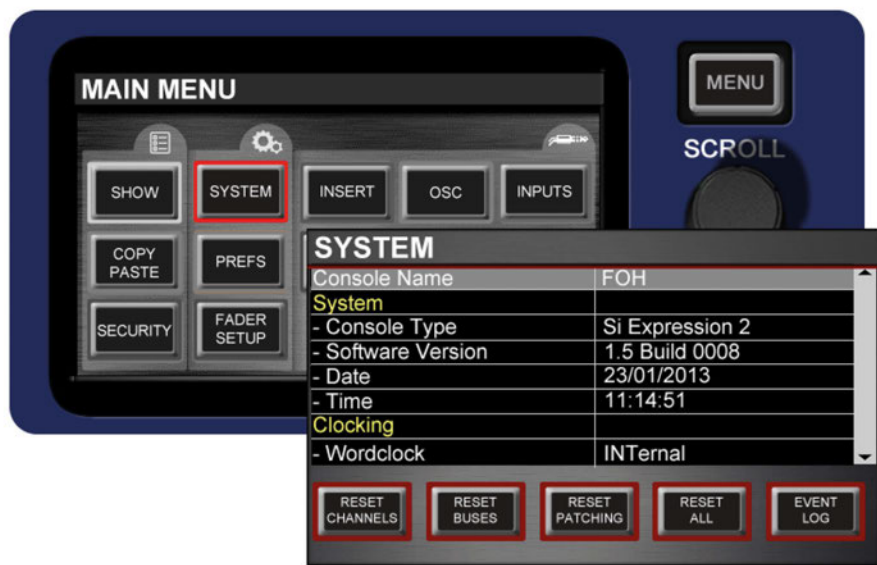 MAIN MENU
MENU
SCROLL
SHOW
SYSTEM
INSERT
OSC
INPUTS
COPY
PASTE
PREFS
SECURITY
FADER
SETUP
SYSTEM
Console Name FOH
System
- Console Type Si Expression 2
- Software Version 1.5 Build 0008
- Date 23/01/2013
- Time 11:14:51
Clocking
- Wordclock INTernal
RESET
CHANNELS
RESET
BUSES
RESET
PATCHING
RESET
ALL
EVENT
LOG